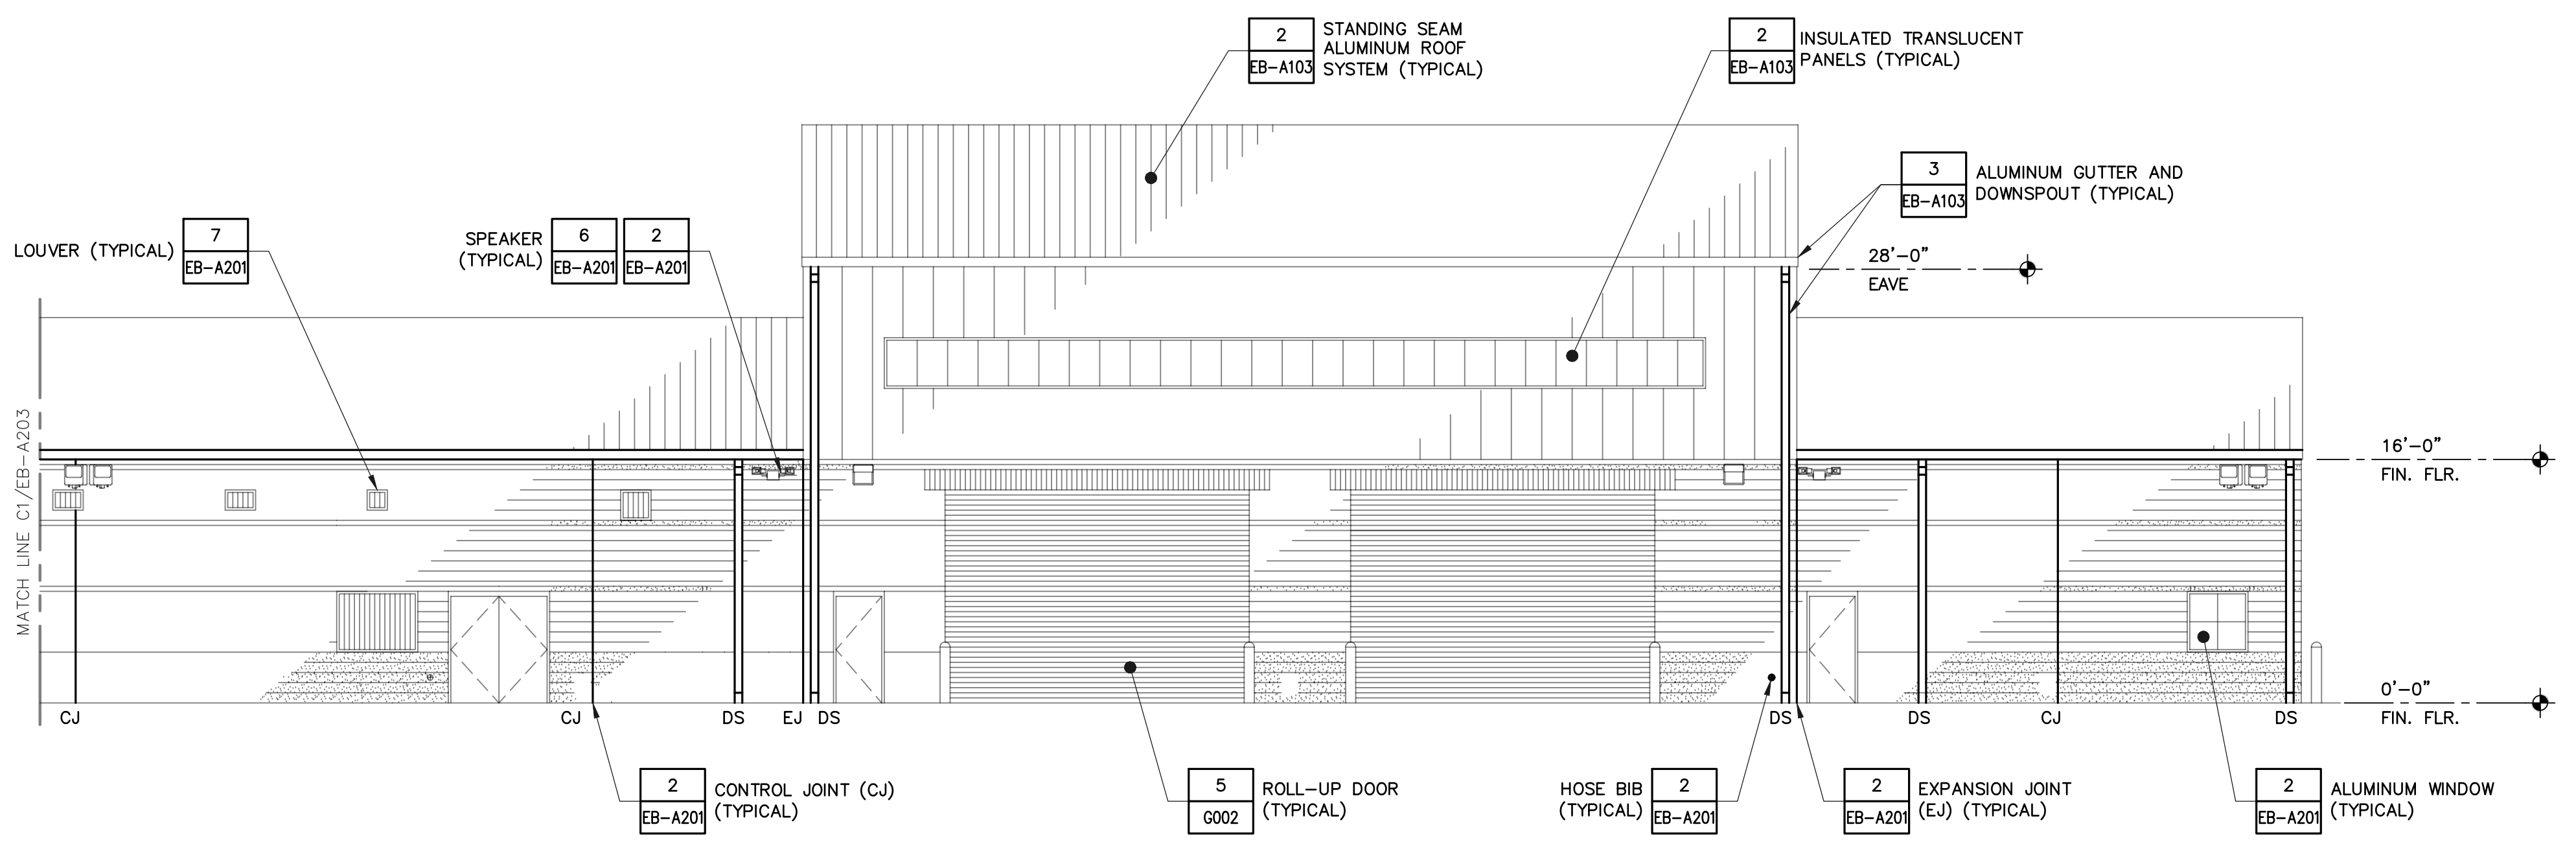 2
EB-A103
STANDING SEAM
ALUMINUM ROOF
SYSTEM (TYPICAL)
2
EB-A103
INSULATED TRANSLUCENT
PANELS (TYPICAL)
3
EB-A103
ALUMINUM GUTTER AND
DOWNSPOUT (TYPICAL)
LOUVER (TYPICAL)
7
EB-A201
SPEAKER
(TYPICAL)
6
EB-A201
2
EB-A201
28'-0"
EAVE
16'-0"
FIN. FLR.
MATCH LINE C1/EB-A203
0'-0"
FIN. FLR.
CJ
CJ
DS
EJ
DS
DS
DS
CJ
DS
2
EB-A201
CONTROL JOINT (CJ)
(TYPICAL)
5
G002
ROLL-UP DOOR
(TYPICAL)
HOSE BIB
(TYPICAL)
2
EB-A201
2
EB-A201
EXPANSION JOINT
(EJ) (TYPICAL)
2
EB-A201
ALUMINUM WINDOW
(TYPICAL)